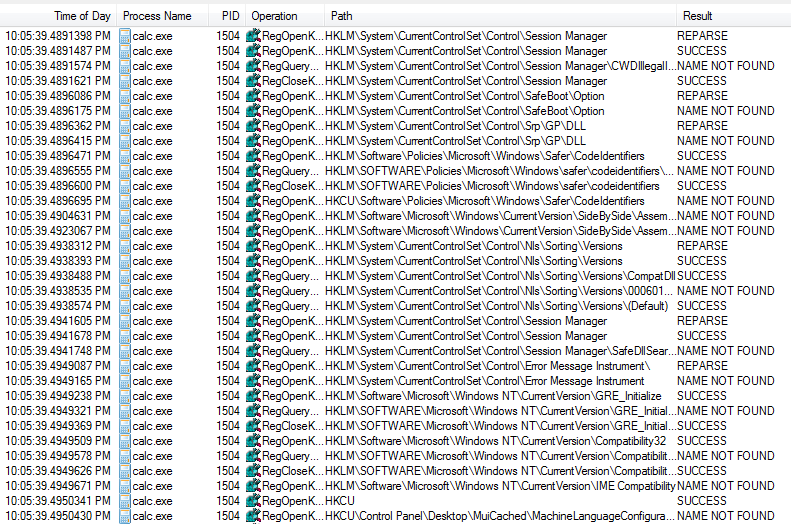 Time of Day Process Name PID Operation Path Result
10:05:39.4891398 PM calc.exe 1504 RegOpenK... HKLM\System\CurrentControlSet\Control\Session Manager REPARSE
10:05:39.4891487 PM calc.exe 1504 RegOpenK... HKLM\System\CurrentControlSet\Control\Session Manager SUCCESS
10:05:39.4891574 PM calc.exe 1504 RegQuery... HKLM\System\CurrentControlSet\Control\Session Manager\CWDIllegalI... NAME NOT FOUND
10:05:39.4891621 PM calc.exe 1504 RegCloseK... HKLM\System\CurrentControlSet\Control\Session Manager SUCCESS
10:05:39.4896086 PM calc.exe 1504 RegOpenK... HKLM\System\CurrentControlSet\Control\SafeBoot\Option REPARSE
10:05:39.4896175 PM calc.exe 1504 RegOpenK... HKLM\System\CurrentControlSet\Control\SafeBoot\Option NAME NOT FOUND
10:05:39.4896362 PM calc.exe 1504 RegOpenK... HKLM\System\CurrentControlSet\Control\Srp\GP\DLL REPARSE
10:05:39.4896415 PM calc.exe 1504 RegOpenK... HKLM\System\CurrentControlSet\Control\Srp\GP\DLL NAME NOT FOUND
10:05:39.4896471 PM calc.exe 1504 RegOpenK... HKLM\Software\Policies\Microsoft\Windows\Safer\CodeIdentifiers SUCCESS
10:05:39.4896555 PM calc.exe 1504 RegQuery... HKLM\SOFTWARE\Policies\Microsoft\Windows\safer\codeidentifiers\... NAME NOT FOUND
10:05:39.4896600 PM calc.exe 1504 RegCloseK... HKLM\SOFTWARE\Policies\Microsoft\Windows\safer\codeidentifiers SUCCESS
10:05:39.4896695 PM calc.exe 1504 RegOpenK... HKCU\Software\Policies\Microsoft\Windows\Safer\CodeIdentifiers NAME NOT FOUND
10:05:39.4904631 PM calc.exe 1504 RegOpenK... HKLM\Software\Microsoft\Windows\CurrentVersion\SideBySide\Assem... NAME NOT FOUND
10:05:39.4923067 PM calc.exe 1504 RegOpenK... HKLM\Software\Microsoft\Windows\CurrentVersion\SideBySide\Assem... NAME NOT FOUND
10:05:39.4938312 PM calc.exe 1504 RegOpenK... HKLM\System\CurrentControlSet\Control\Nls\Sorting\Versions REPARSE
10:05:39.4938393 PM calc.exe 1504 RegOpenK... HKLM\System\CurrentControlSet\Control\Nls\Sorting\Versions SUCCESS
10:05:39.4938488 PM calc.exe 1504 RegQuery... HKLM\System\CurrentControlSet\Control\Nls\Sorting\Versions\CompatDll SUCCESS
10:05:39.4938535 PM calc.exe 1504 RegQuery... HKLM\System\CurrentControlSet\Control\Nls\Sorting\Versions\000601... NAME NOT FOUND
10:05:39.4938574 PM calc.exe 1504 RegQuery... HKLM\System\CurrentControlSet\Control\Nls\Sorting\Versions\(Default) SUCCESS
10:05:39.4941605 PM calc.exe 1504 RegOpenK... HKLM\System\CurrentControlSet\Control\Session Manager REPARSE
10:05:39.4941678 PM calc.exe 1504 RegOpenK... HKLM\System\CurrentControlSet\Control\Session Manager SUCCESS
10:05:39.4941748 PM calc.exe 1504 RegQuery... HKLM\System\CurrentControlSet\Control\Session Manager\SafeDllSear... NAME NOT FOUND
10:05:39.4949087 PM calc.exe 1504 RegOpenK... HKLM\System\CurrentControlSet\Control\Error Message Instrument\ REPARSE
10:05:39.4949165 PM calc.exe 1504 RegOpenK... HKLM\System\CurrentControlSet\Control\Error Message Instrument NAME NOT FOUND
10:05:39.4949238 PM calc.exe 1504 RegOpenK... HKLM\Software\Microsoft\Windows NT\CurrentVersion\GRE_Initialize SUCCESS
10:05:39.4949321 PM calc.exe 1504 RegQuery... HKLM\SOFTWARE\Microsoft\Windows NT\CurrentVersion\GRE_Initial... NAME NOT FOUND
10:05:39.4949369 PM calc.exe 1504 RegCloseK... HKLM\SOFTWARE\Microsoft\Windows NT\CurrentVersion\GRE_Initial... SUCCESS
10:05:39.4949509 PM calc.exe 1504 RegOpenK... HKLM\Software\Microsoft\Windows NT\CurrentVersion\Compatibility32 SUCCESS
10:05:39.4949578 PM calc.exe 1504 RegQuery... HKLM\SOFTWARE\Microsoft\Windows NT\CurrentVersion\Compatibilit... NAME NOT FOUND
10:05:39.4949626 PM calc.exe 1504 RegCloseK... HKLM\SOFTWARE\Microsoft\Windows NT\CurrentVersion\Compatibilit... SUCCESS
10:05:39.4949671 PM calc.exe 1504 RegOpenK... HKLM\Software\Microsoft\Windows NT\CurrentVersion\IME Compatibility NAME NOT FOUND
10:05:39.4950341 PM calc.exe 1504 RegOpenK... HKCU SUCCESS
10:05:39.4950430 PM calc.exe 1504 RegOpenK... HKCU\Control Panel\Desktop\MuiCached\MachineLanguageConfigura... NAME NOT FOUND